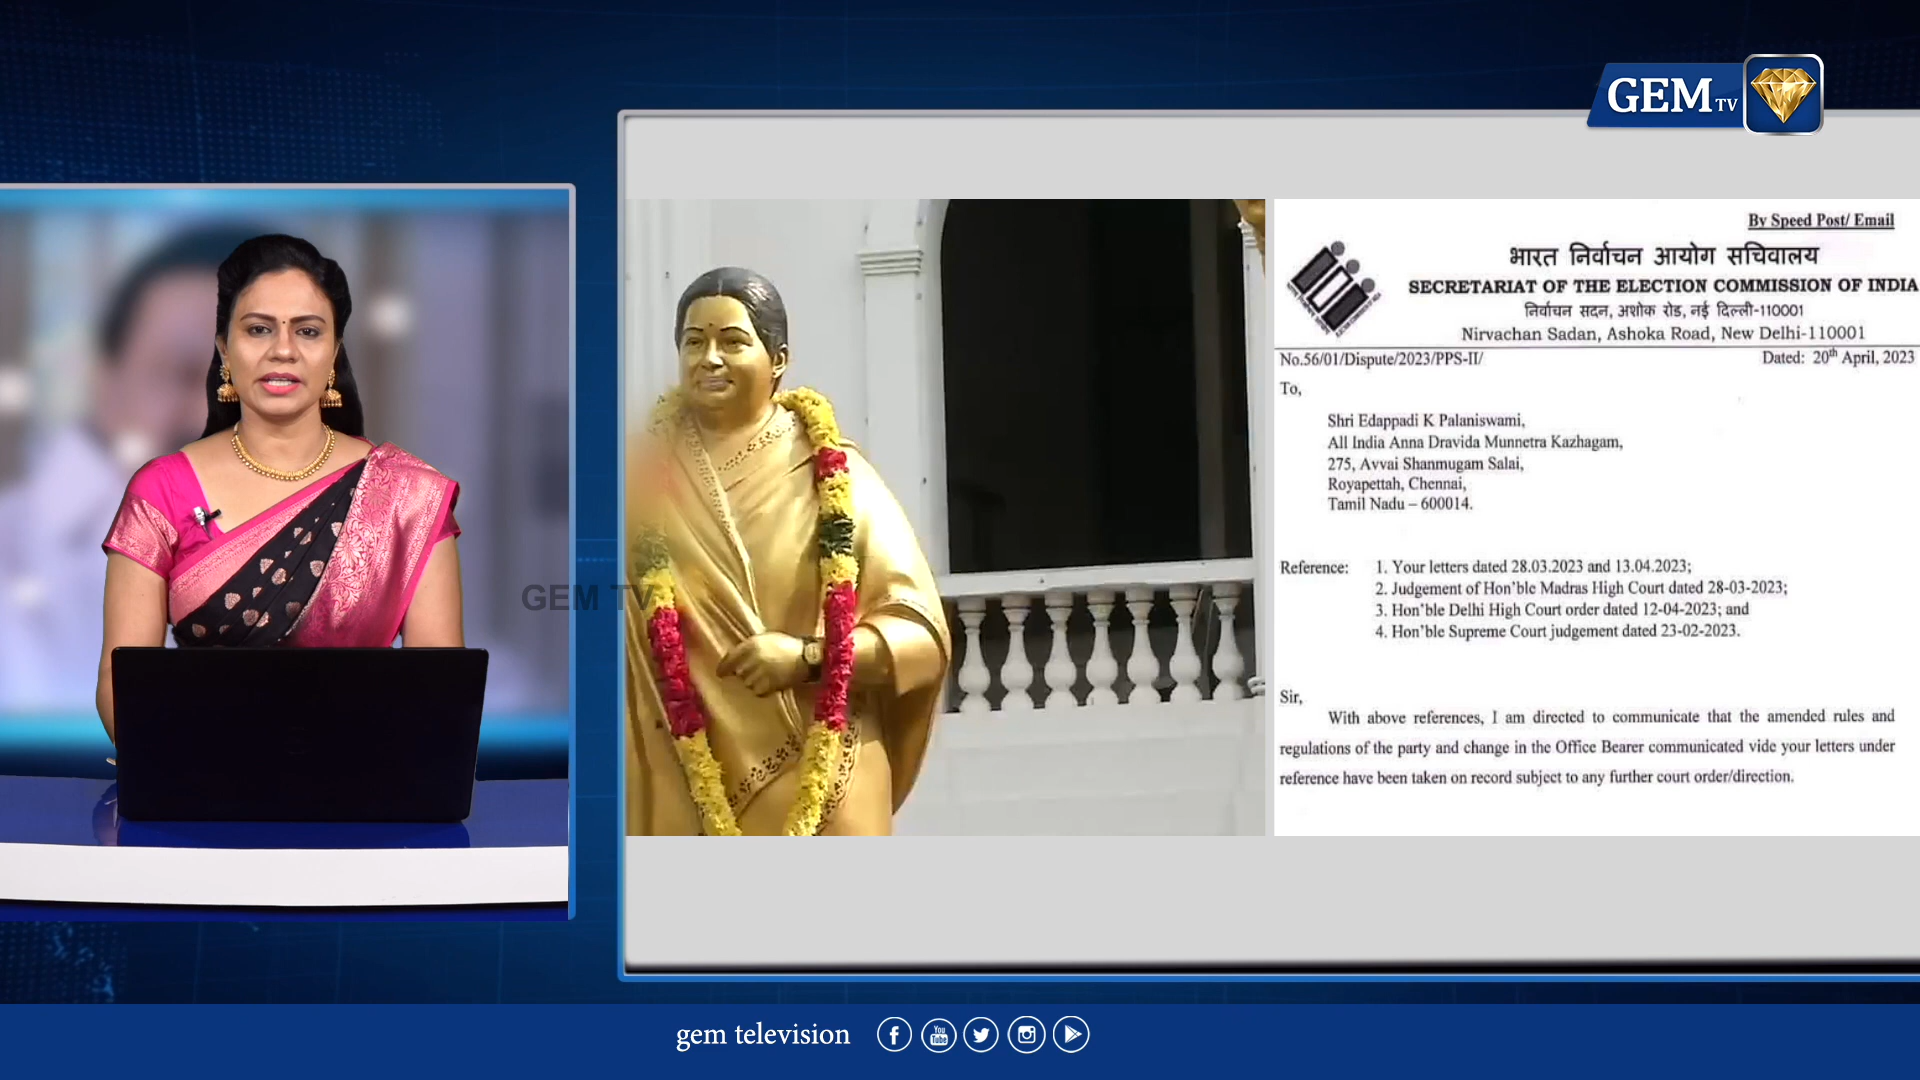 GEM TV
By Speed Post/ Email
भारत निर्वाचन आयोग सचिवालय
SECRETARIAT OF THE ELECTION COMMISSION OF INDIA
निर्वाचन सदन, अशोक रोड, नई दिल्ली-110001
Nirvachan Sadan, Ashoka Road, New Delhi-110001
No.56/01/Dispute/2023/PPS-II/ Dated: 20th April, 2023
To,
Shri Edappadi K Palaniswami,
All India Anna Dravida Munnetra Kazhagam,
275, Avvai Shanmugam Salai,
Royapettah, Chennai,
Tamil Nadu – 600014.
Reference: 1. Your letters dated 28.03.2023 and 13.04.2023;
2. Judgement of Hon'ble Madras High Court dated 28-03-2023;
3. Hon'ble Delhi High Court order dated 12-04-2023; and
4. Hon'ble Supreme Court judgement dated 23-02-2023.
Sir,
With above references, I am directed to communicate that the amended rules and
regulations of the party and change in the Office Bearer communicated vide your letters under
reference have been taken on record subject to any further court order/direction.
GEM TV
gem television
You
Tube